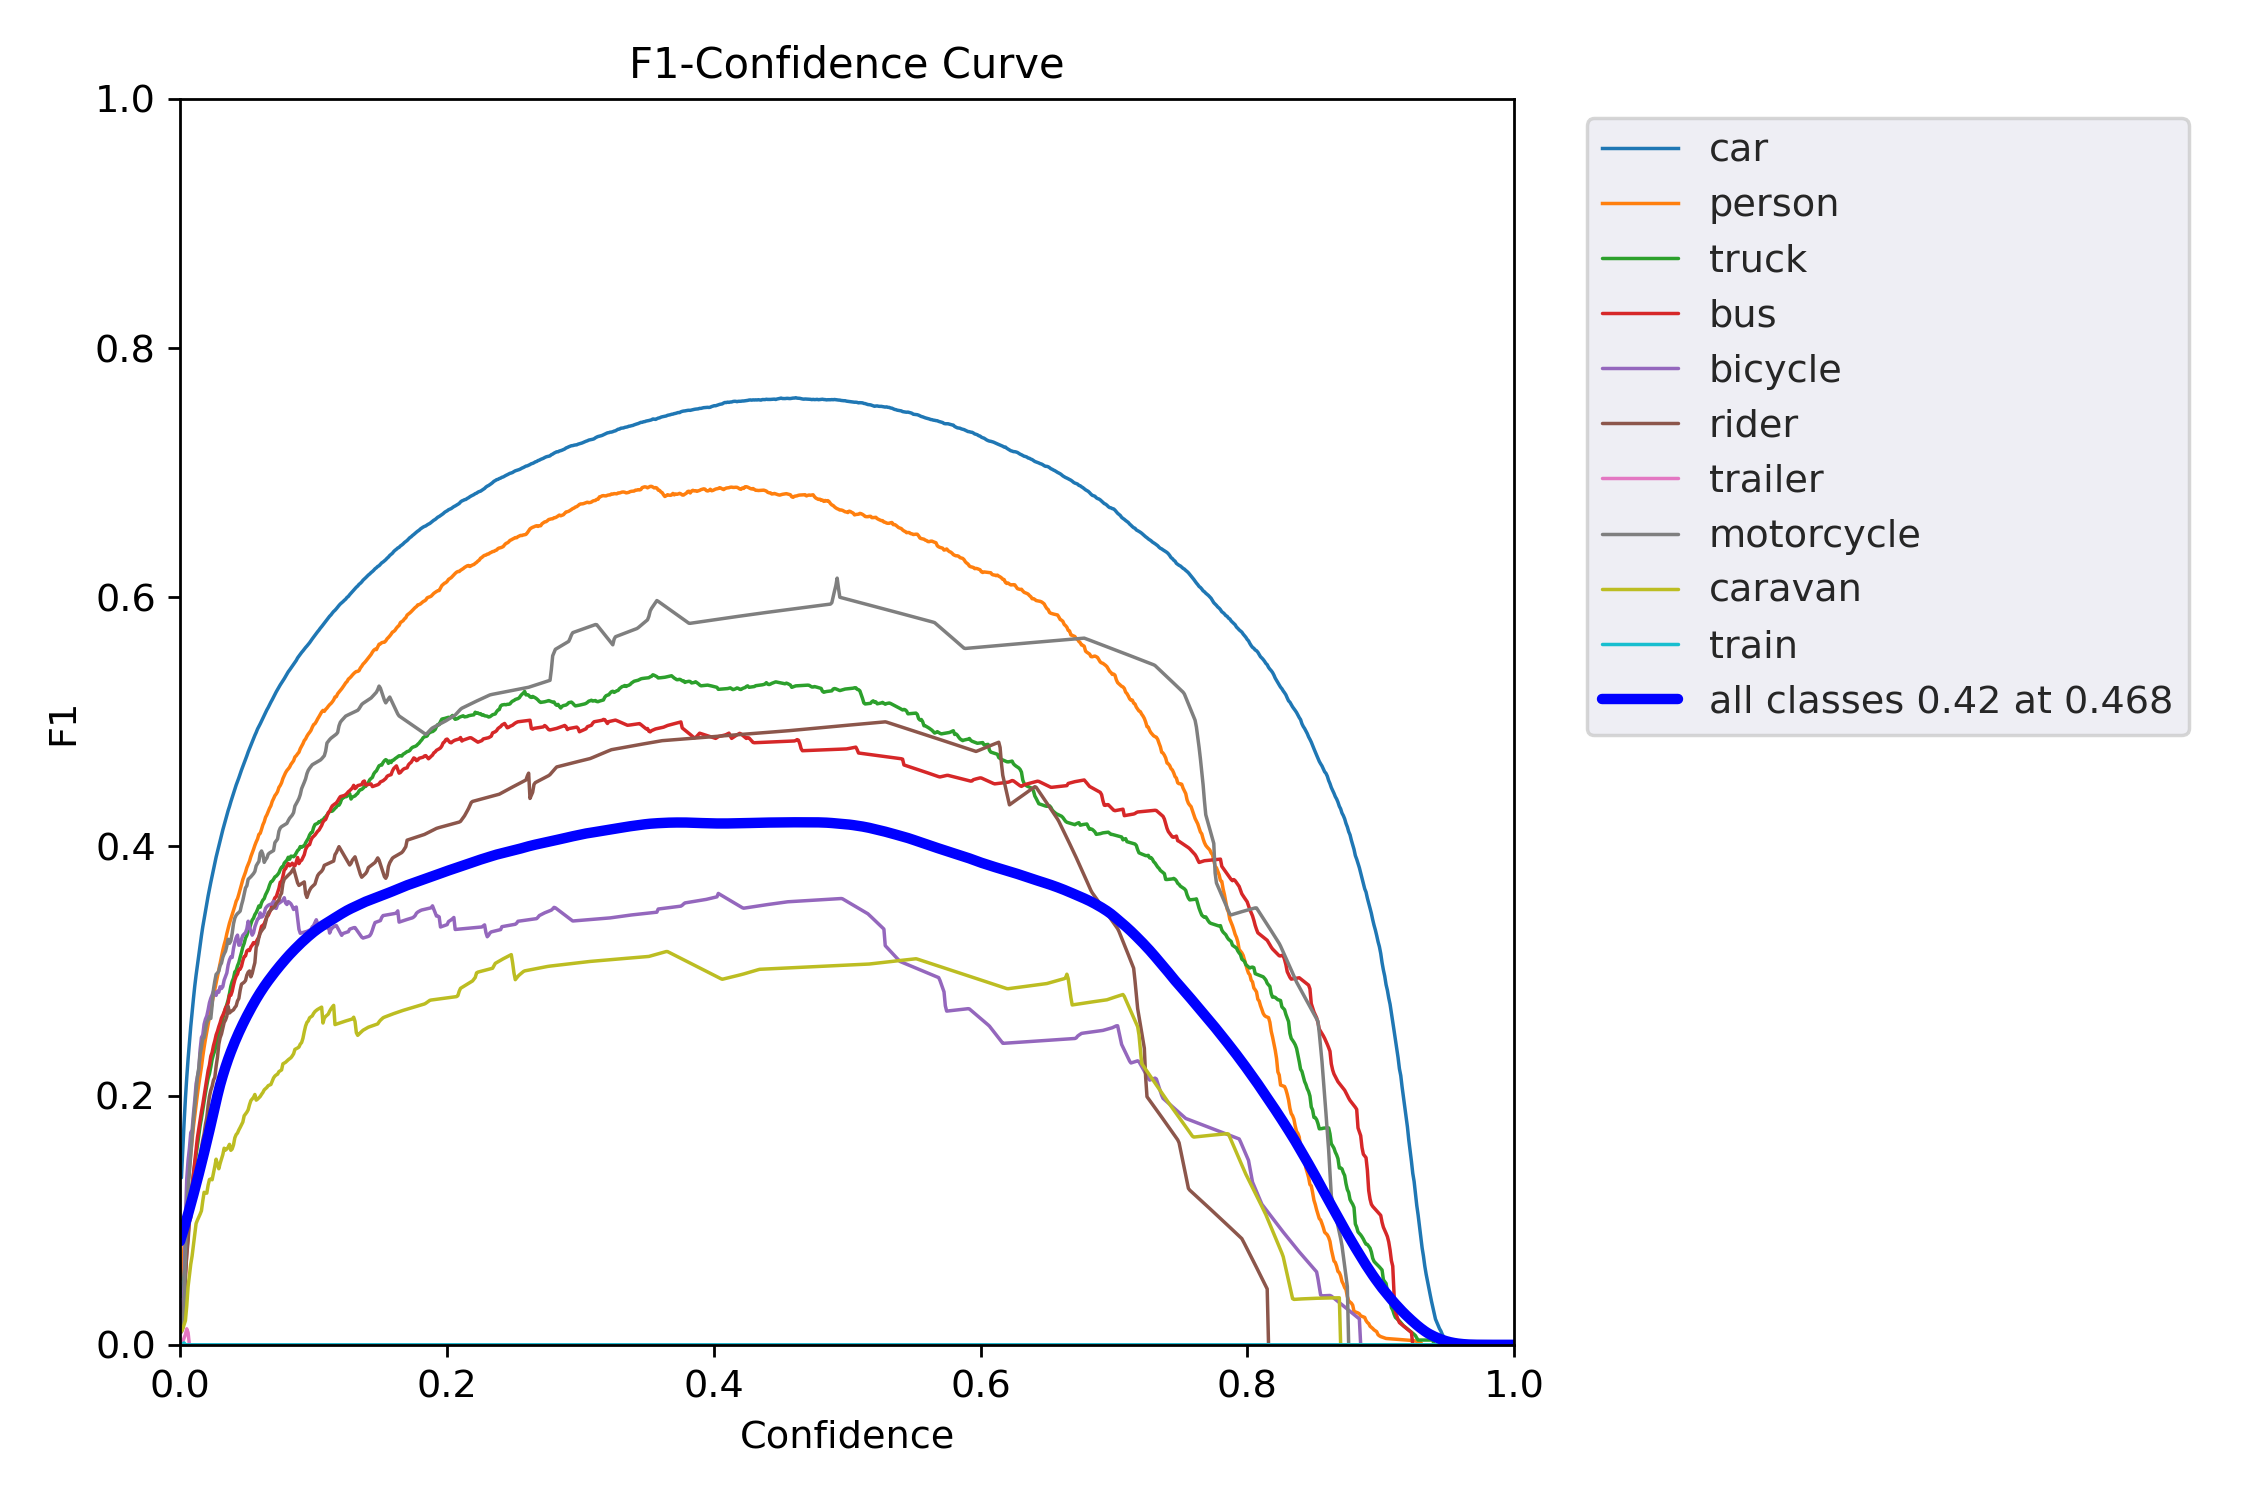 F1-Confidence Curve
1.0
0.8
0.6
0.4
0.2
0.0
F1
0.0 0.2 0.4 0.6 0.8 1.0
Confidence
car
person
truck
bus
bicycle
rider
trailer
motorcycle
caravan
train
all classes 0.42 at 0.468